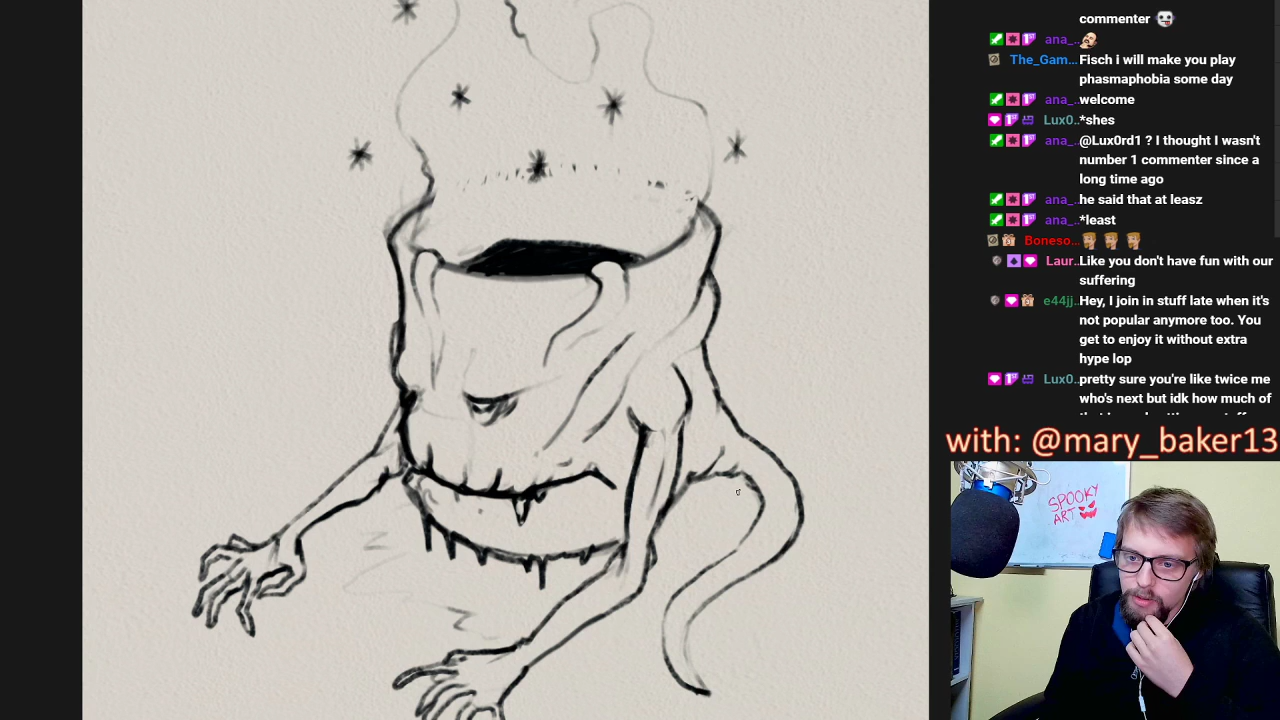 commenter
ana_..
The_Gam... Fisch i will make you play
phasmaphobia some day
ana_.. welcome
Lux0.. *shes
ana_.. @Lux0rd1 ? I thought I wasn't
number 1 commenter since a
long time ago
ana_.. he said that at leasz
ana_.. *least
Boneso...
Laur.. Like you don't have fun with our
suffering
e44jj.. Hey, I join in stuff late when it's
not popular anymore too. You
get to enjoy it without extra
hype lop
Lux0.. pretty sure you're like twice me
who's next but idk how much of
with: @mary_baker13
SPOOKY
ART